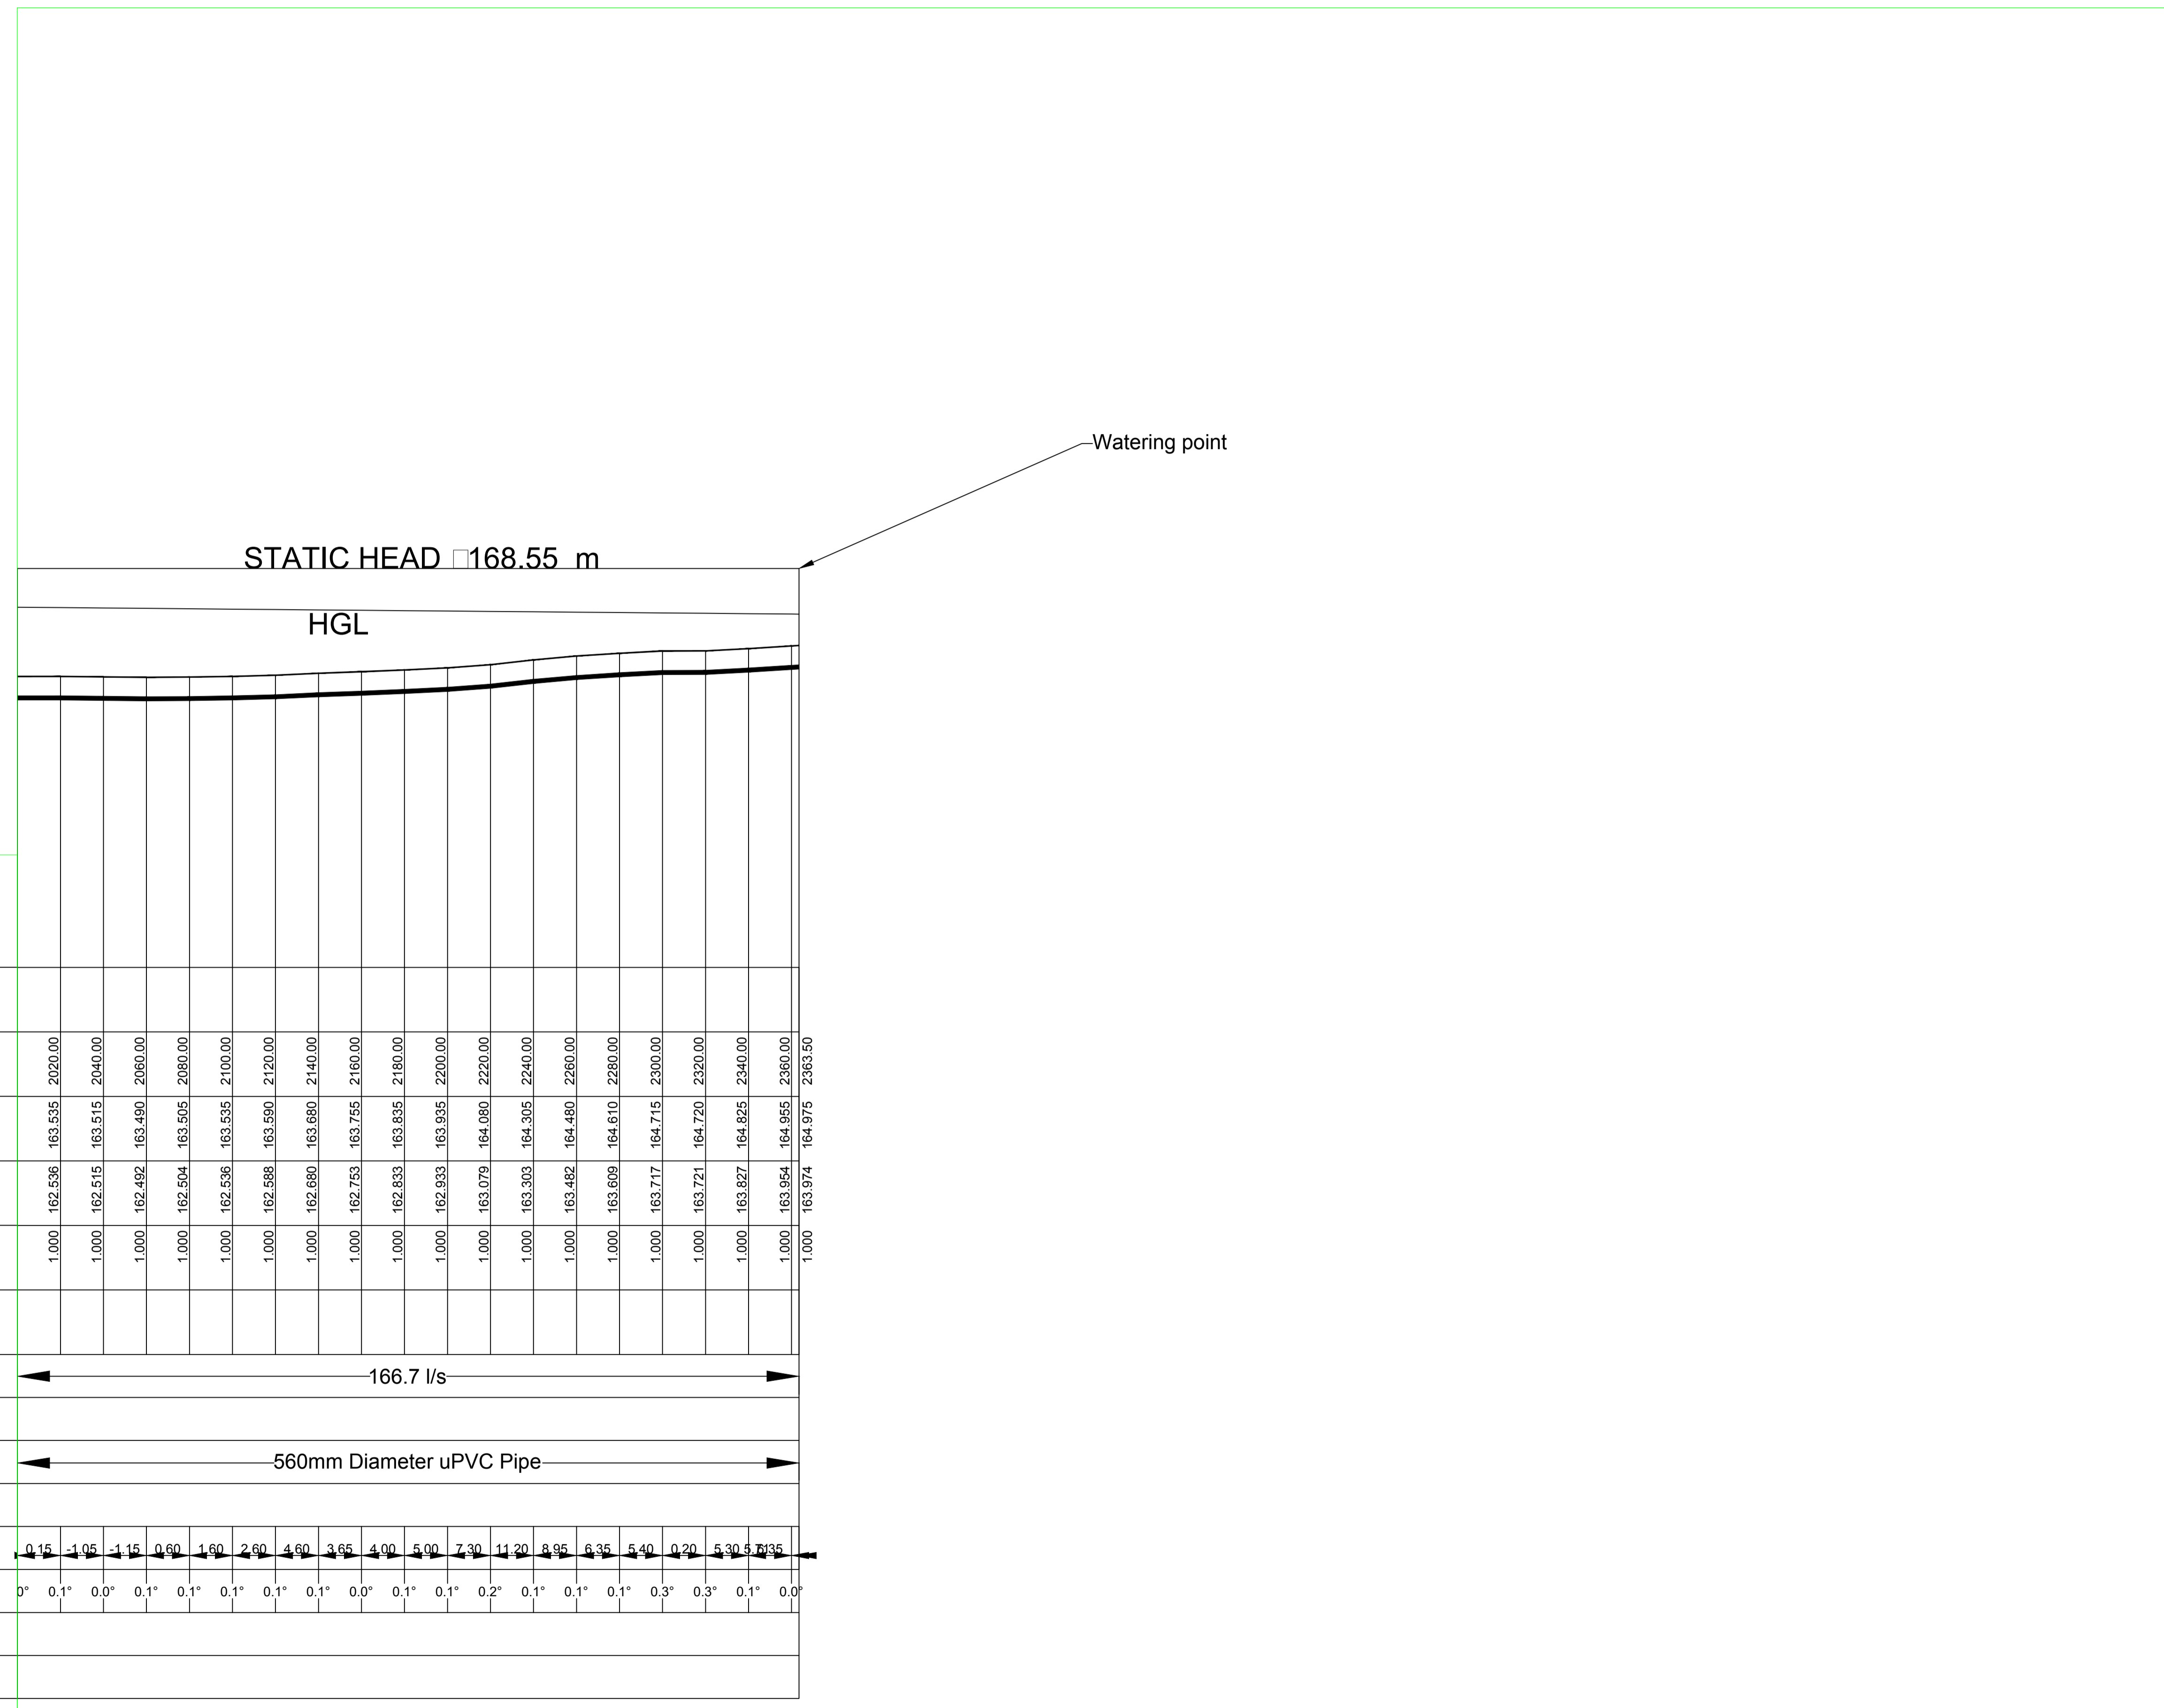 Watering point
STATIC HEAD □168.55 m
HGL
2020.00 2040.00 2060.00 2080.00 2100.00 2120.00 2140.00 2160.00 2180.00 2200.00 2220.00 2240.00 2260.00 2280.00 2300.00 2320.00 2340.00 2360.00 2363.50
163.535 163.515 163.490 163.505 163.535 163.590 163.680 163.755 163.835 163.935 164.080 164.305 164.480 164.610 164.715 164.720 164.825 164.955 164.975
162.536 162.515 162.492 162.504 162.536 162.588 162.680 162.753 162.833 162.933 163.079 163.303 163.482 163.609 163.717 163.721 163.827 163.954 163.974
1.000 1.000 1.000 1.000 1.000 1.000 1.000 1.000 1.000 1.000 1.000 1.000 1.000 1.000 1.000 1.000 1.000 1.000 1.000
166.7 l/s
560mm Diameter uPVC Pipe
0.15 -1.05 -1.15 0.60 1.60 2.60 4.60 3.65 4.00 5.00 7.30 11.20 8.95 6.35 5.40 0.20 5.30 5.71 6.35
0° 0.1° 0.0° 0.1° 0.1° 0.1° 0.1° 0.1° 0.0° 0.1° 0.1° 0.2° 0.1° 0.1° 0.1° 0.3° 0.3° 0.1° 0.0°